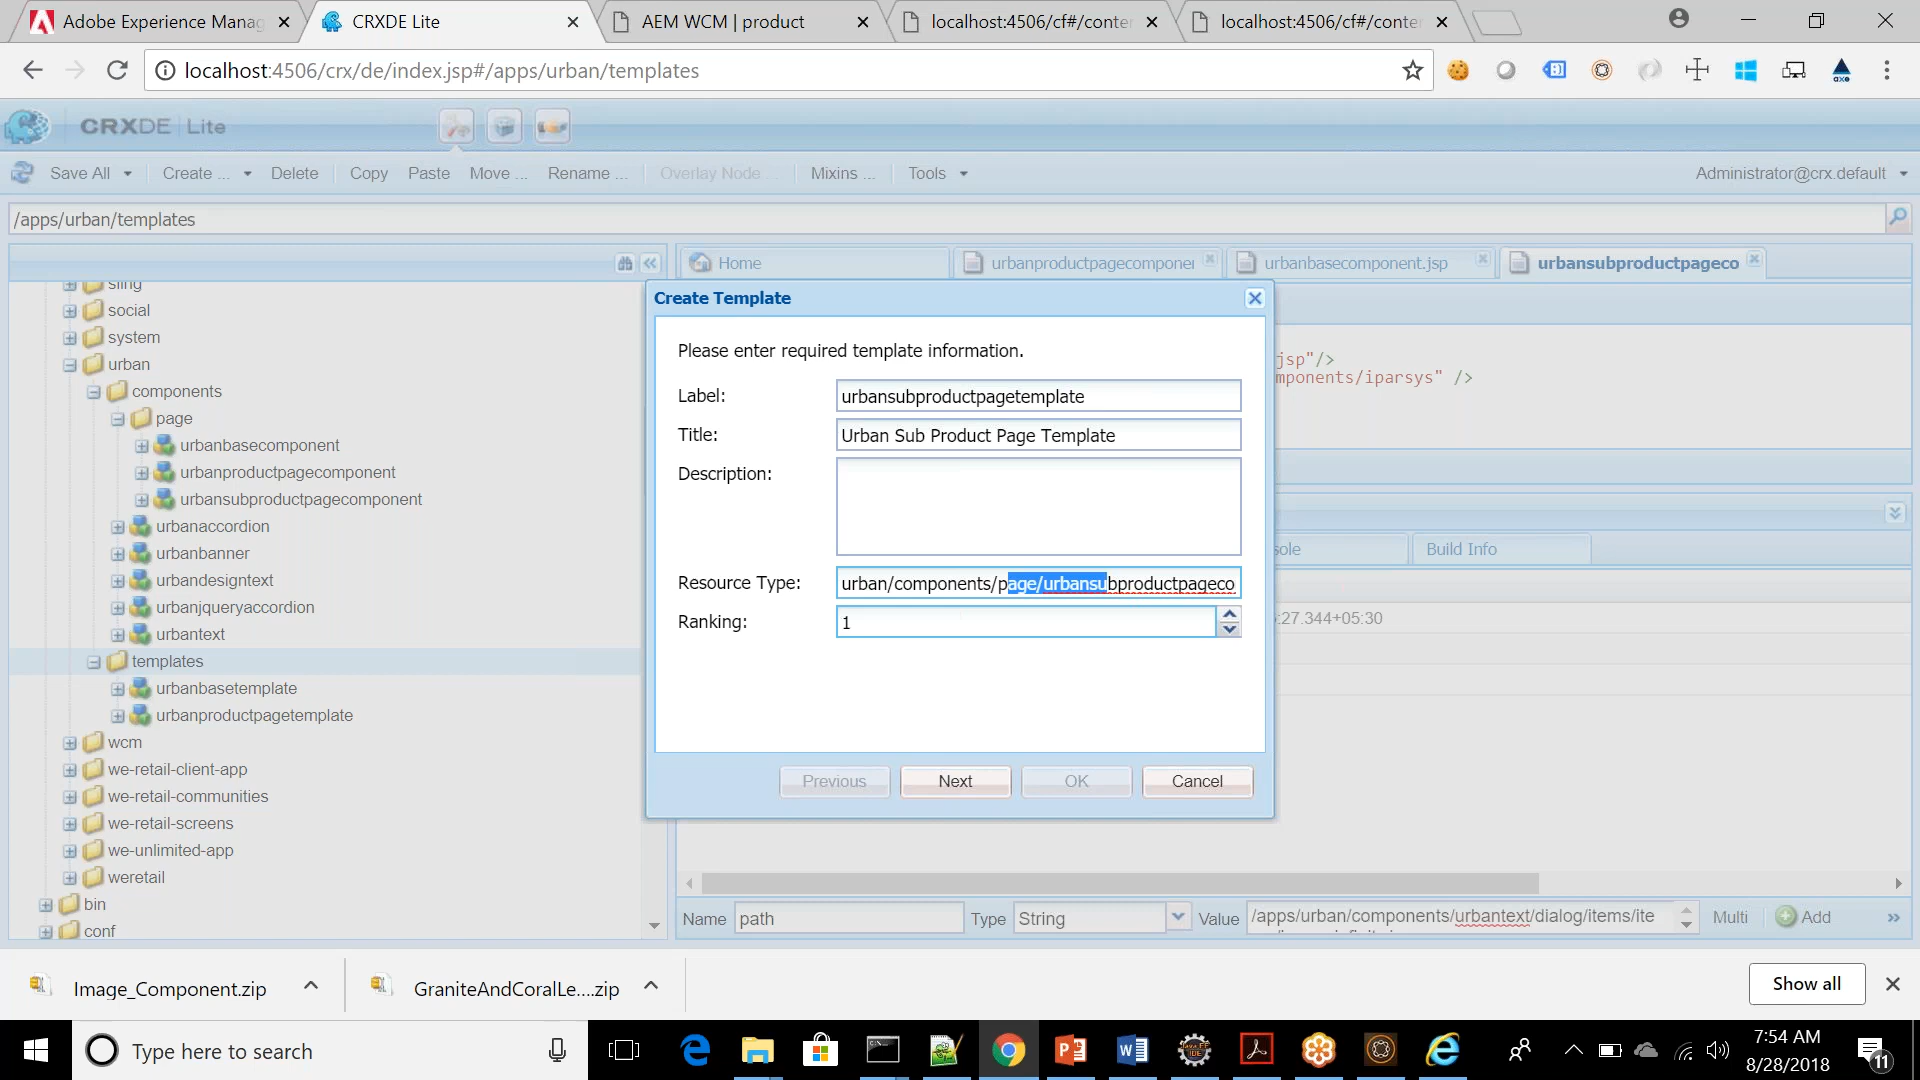 Adobe Experience Manag
CRXDE Lite
AEM WCM | product
localhost:4506/cf#/conter
localhost:4506/cf#/conter
localhost:4506/crx/de/index.jsp#/apps/urban/templates
CRXDE | Lite
Save All
Create ...
Delete
Copy
Paste
Move ...
Rename ...
Overlay Node ...
Mixins ...
Tools
Administrator@crx.default
/apps/urban/templates
Home
urbanproductpagecomponer
urbanbasecomponent.jsp
urbansubproductpageco
sling
social
system
urban
components
page
urbanbasecomponent
urbanproductpagecomponent
urbansubproductpagecomponent
urbanaccordion
urbanbanner
urbandesigntext
urbanjqueryaccordion
urbantext
templates
urbanbasetemplate
urbanproductpagetemplate
wcm
we-retail-client-app
we-retail-communities
we-retail-screens
we-unlimited-app
weretail
bin
conf
Create Template
Please enter required template information.
Label:
urbansubproductpagetemplate
Title:
Urban Sub Product Page Template
Description:
Resource Type:
urban/components/page/urbansubproductpageco
Ranking:
1
Previous
Next
OK
Cancel
jsp"/>
mponents/iparsys" />
sole
Build Info
:27.344+05:30
Name
path
Type
String
Value
/apps/urban/components/urbantext/dialog/items/ite
Multi
Add
Image_Component.zip
GraniteAndCoralLe....zip
Show all
Type here to search
7:54 AM
8/28/2018
11